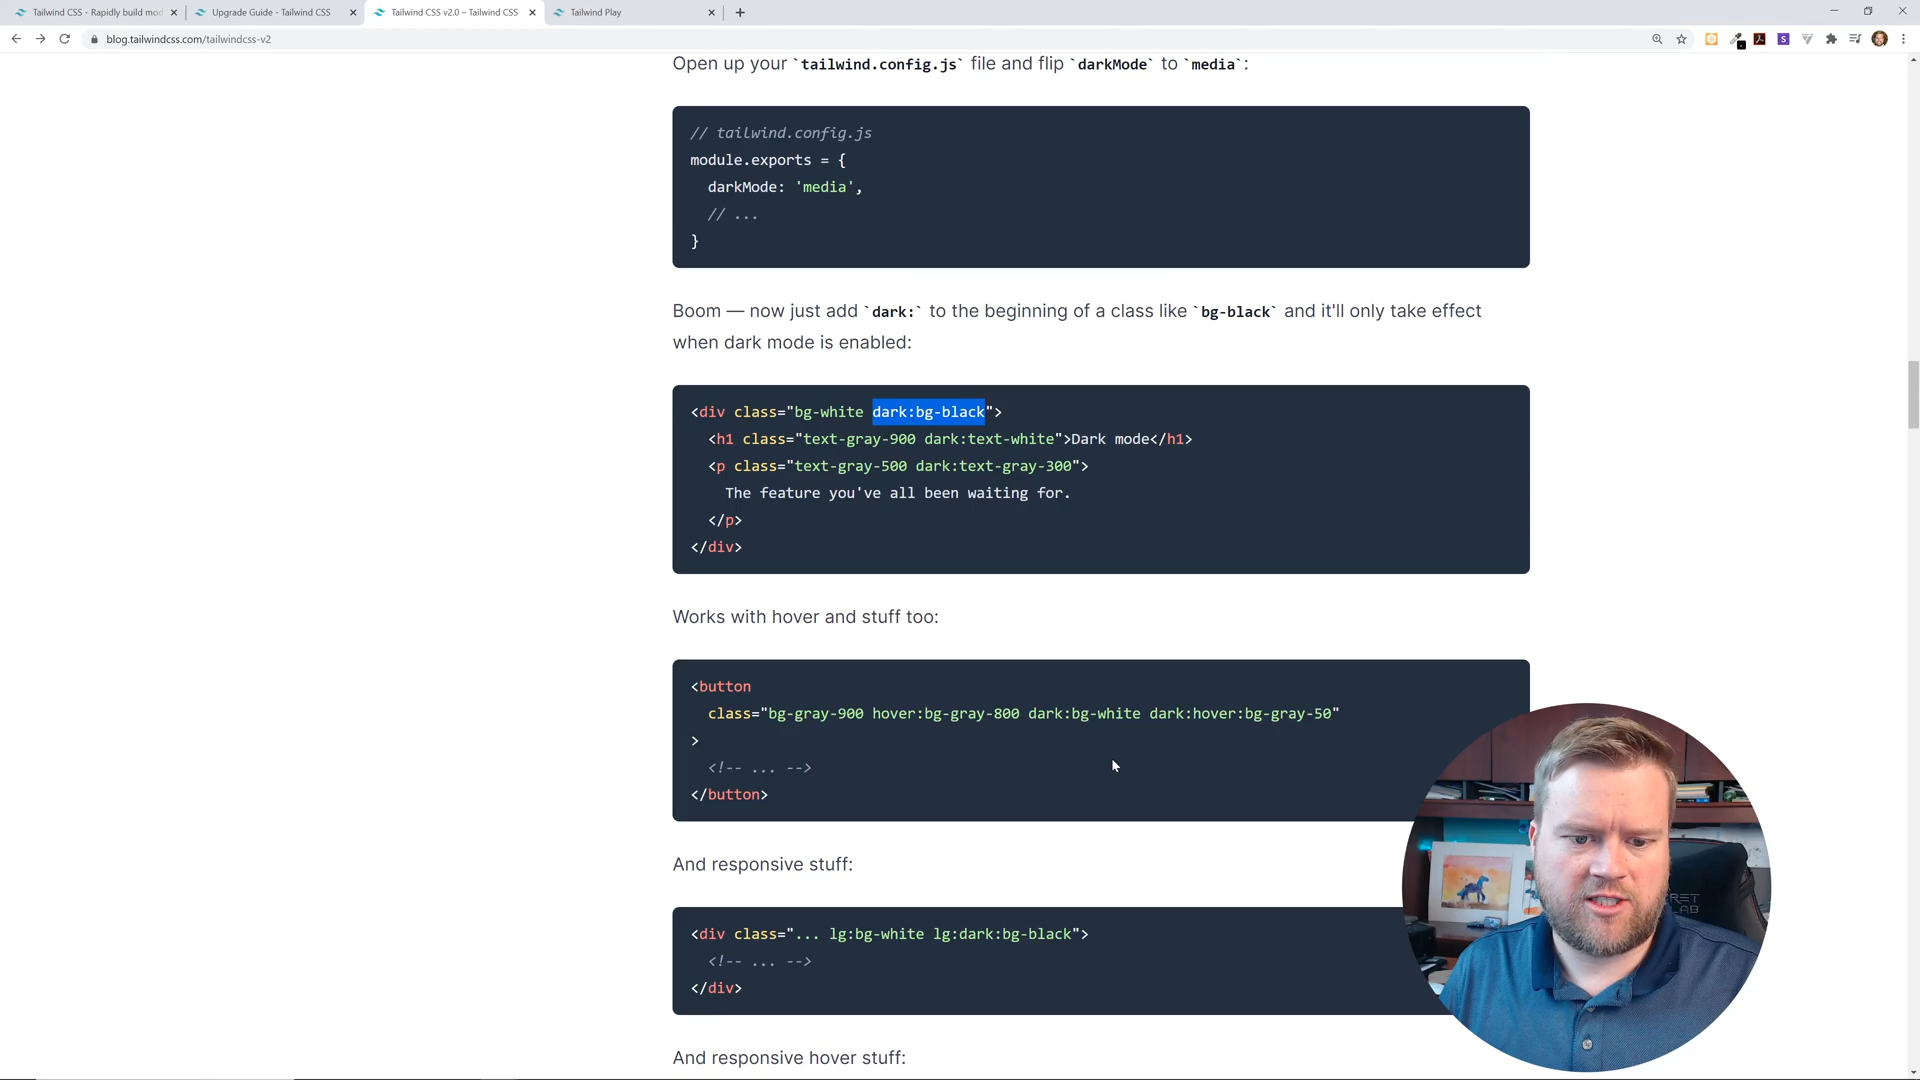 Tailwind CSS - Rapidly build mod
Upgrade Guide - Tailwind CSS
Tailwind CSS v2.0 – Tailwind CSS
Tailwind Play
blog.tailwindcss.com/tailwindcss-v2
Open up your `tailwind.config.js` file and flip `darkMode` to `media`:
// tailwind.config.js
module.exports = {
darkMode: 'media',
// ...
}
Boom — now just add `dark:` to the beginning of a class like `bg-black` and it'll only take effect
when dark mode is enabled:
<div class="bg-white dark:bg-black">
<h1 class="text-gray-900 dark:text-white">Dark mode</h1>
<p class="text-gray-500 dark:text-gray-300">
The feature you've all been waiting for.
</p>
</div>
Works with hover and stuff too:
<button
class="bg-gray-900 hover:bg-gray-800 dark:bg-white dark:hover:bg-gray-50"
>
<!-- ... -->
</button>
And responsive stuff:
<div class="... lg:bg-white lg:dark:bg-black">
<!-- ... -->
</div>
And responsive hover stuff: